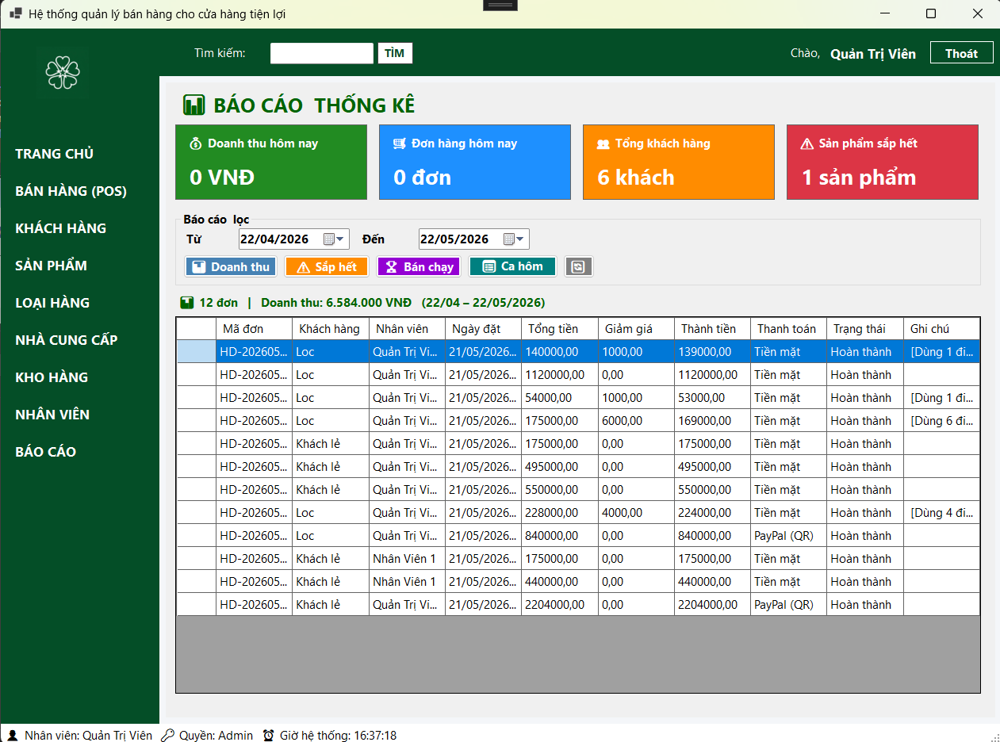 Hệ thống quản lý bán hàng cho cửa hàng tiện lợi
Tìm kiếm: TÌM Chào, Quản Trị Viên Thoát
TRANG CHỦ
BÁN HÀNG (POS)
KHÁCH HÀNG
SẢN PHẨM
LOẠI HÀNG
NHÀ CUNG CẤP
KHO HÀNG
NHÂN VIÊN
BÁO CÁO
BÁO CÁO THỐNG KÊ
Doanh thu hôm nay
0 VNĐ
Đơn hàng hôm nay
0 đơn
Tổng khách hàng
6 khách
Sản phẩm sắp hết
1 sản phẩm
Báo cáo lọc
Từ 22/04/2026 Đến 22/05/2026
Doanh thu Sắp hết Bán chạy Ca hôm
12 đơn | Doanh thu: 6.584.000 VNĐ (22/04 – 22/05/2026)
Mã đơn Khách hàng Nhân viên Ngày đặt Tổng tiền Giảm giá Thành tiền Thanh toán Trạng thái Ghi chú
HD-202605... Loc Quản Trị Vi... 21/05/2026... 140000,00 1000,00 139000,00 Tiền mặt Hoàn thành [Dùng 1 đi...
HD-202605... Loc Quản Trị Vi... 21/05/2026... 1120000,00 0,00 1120000,00 Tiền mặt Hoàn thành
HD-202605... Loc Quản Trị Vi... 21/05/2026... 54000,00 1000,00 53000,00 Tiền mặt Hoàn thành [Dùng 1 đi...
HD-202605... Loc Quản Trị Vi... 21/05/2026... 175000,00 6000,00 169000,00 Tiền mặt Hoàn thành [Dùng 6 đi...
HD-202605... Khách lẻ Quản Trị Vi... 21/05/2026... 175000,00 0,00 175000,00 Tiền mặt Hoàn thành
HD-202605... Khách lẻ Quản Trị Vi... 21/05/2026... 495000,00 0,00 495000,00 Tiền mặt Hoàn thành
HD-202605... Khách lẻ Quản Trị Vi... 21/05/2026... 550000,00 0,00 550000,00 Tiền mặt Hoàn thành
HD-202605... Loc Quản Trị Vi... 21/05/2026... 228000,00 4000,00 224000,00 Tiền mặt Hoàn thành [Dùng 4 đi...
HD-202605... Loc Quản Trị Vi... 21/05/2026... 840000,00 0,00 840000,00 PayPal (QR) Hoàn thành
HD-202605... Khách lẻ Nhân Viên 1 21/05/2026... 175000,00 0,00 175000,00 Tiền mặt Hoàn thành
HD-202605... Khách lẻ Nhân Viên 1 21/05/2026... 440000,00 0,00 440000,00 Tiền mặt Hoàn thành
HD-202605... Khách lẻ Quản Trị Vi... 21/05/2026... 2204000,00 0,00 2204000,00 PayPal (QR) Hoàn thành
Nhân viên: Quản Trị Viên Quyền: Admin Giờ hệ thống: 16:37:18